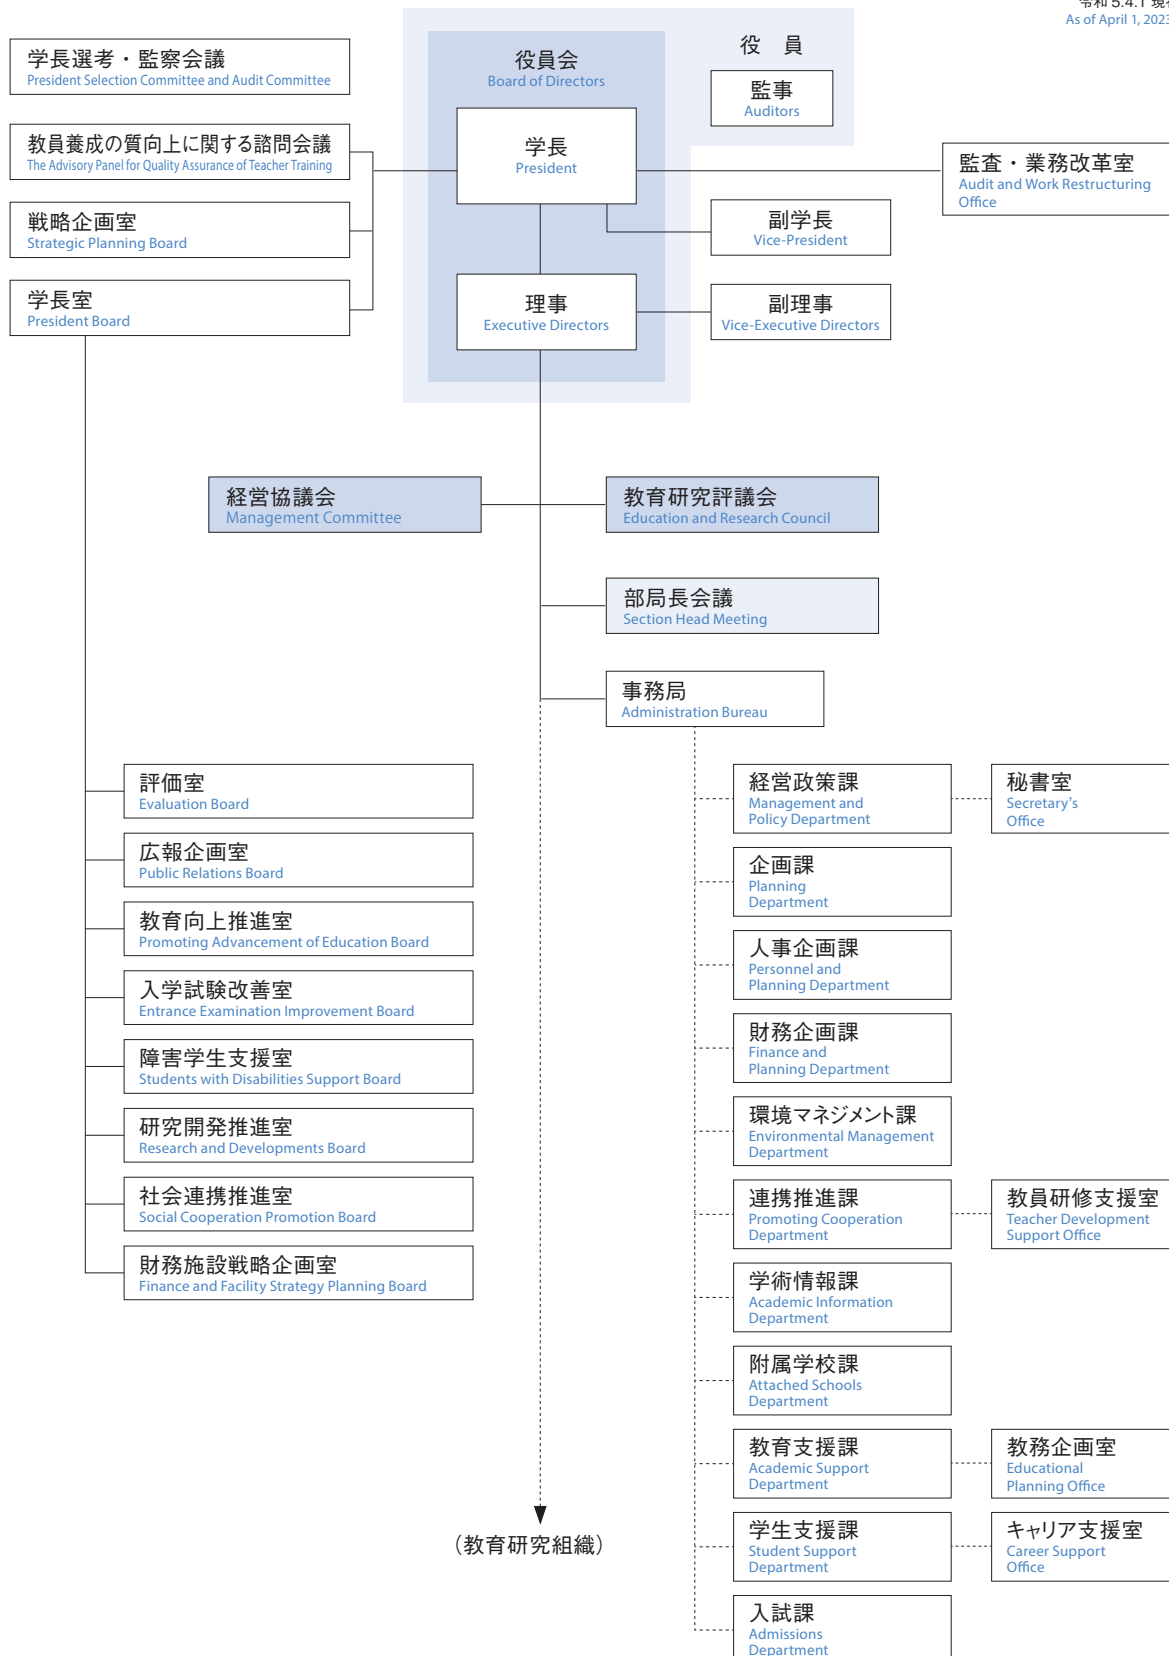 令和 5.4.1 現在
As of April 1, 2023
学長選考・監察会議
President Selection Committee and Audit Committee
教員養成の質向上に関する諮問会議
The Advisory Panel for Quality Assurance of Teacher Training
戦略企画室
Strategic Planning Board
学長室
President Board
役員会
Board of Directors
学長
President
理事
Executive Directors
役　員
監事
Auditors
副学長
Vice-President
副理事
Vice-Executive Directors
監査・業務改革室
Audit and Work Restructuring
Office
経営協議会
Management Committee
教育研究評議会
Education and Research Council
部局長会議
Section Head Meeting
事務局
Administration Bureau
評価室
Evaluation Board
広報企画室
Public Relations Board
教育向上推進室
Promoting Advancement of Education Board
入学試験改善室
Entrance Examination Improvement Board
障害学生支援室
Students with Disabilities Support Board
研究開発推進室
Research and Developments Board
社会連携推進室
Social Cooperation Promotion Board
財務施設戦略企画室
Finance and Facility Strategy Planning Board
(教育研究組織)
経営政策課
Management and
Policy Department
秘書室
Secretary's
Office
企画課
Planning
Department
人事企画課
Personnel and
Planning Department
財務企画課
Finance and
Planning Department
環境マネジメント課
Environmental Management
Department
連携推進課
Promoting Cooperation
Department
教員研修支援室
Teacher Development
Support Office
学術情報課
Academic Information
Department
附属学校課
Attached Schools
Department
教育支援課
Academic Support
Department
教務企画室
Educational
Planning Office
学生支援課
Student Support
Department
キャリア支援室
Career Support
Office
入試課
Admissions
Department